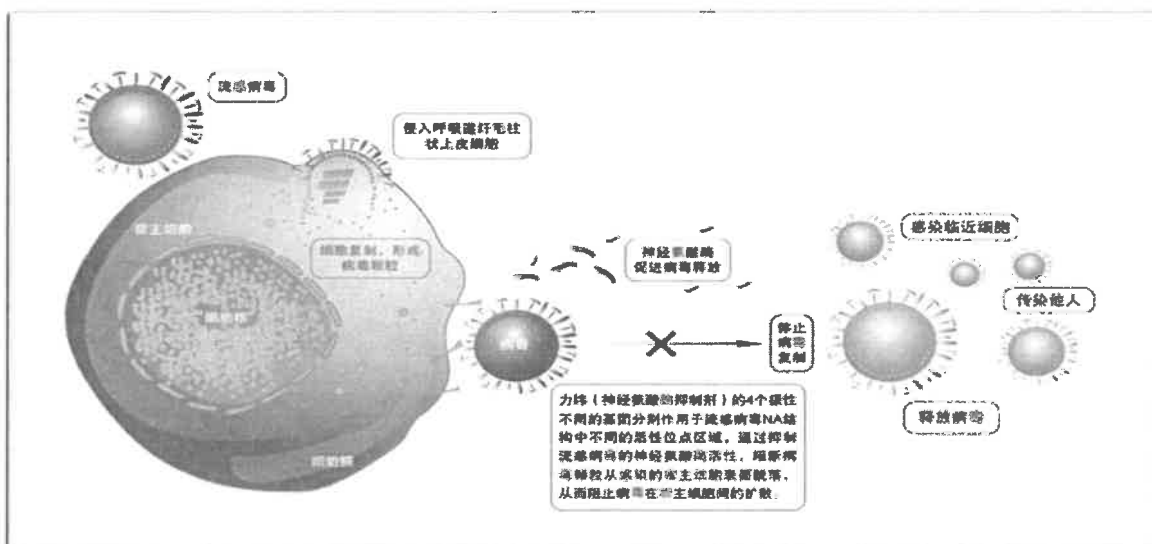 流感病毒
侵入呼吸道纤毛柱
状上皮细胞
宿主细胞
细胞复制,形成
病毒颗粒
细胞核
细胞膜
神经氨酸酶
促进病毒释放
病毒
停止
病毒
复制
感染临近细胞
传染他人
释放病毒
力纬(神经氨酸酶抑制剂)的4个极性
不同的基团分别作用于流感病毒NA结
构中不同的活性位点区域,通过抑制
流感病毒的神经氨酸酶活性,阻断病
毒颗粒从感染的宿主细胞表面脱落,
从而阻止病毒在宿主细胞间的扩散。